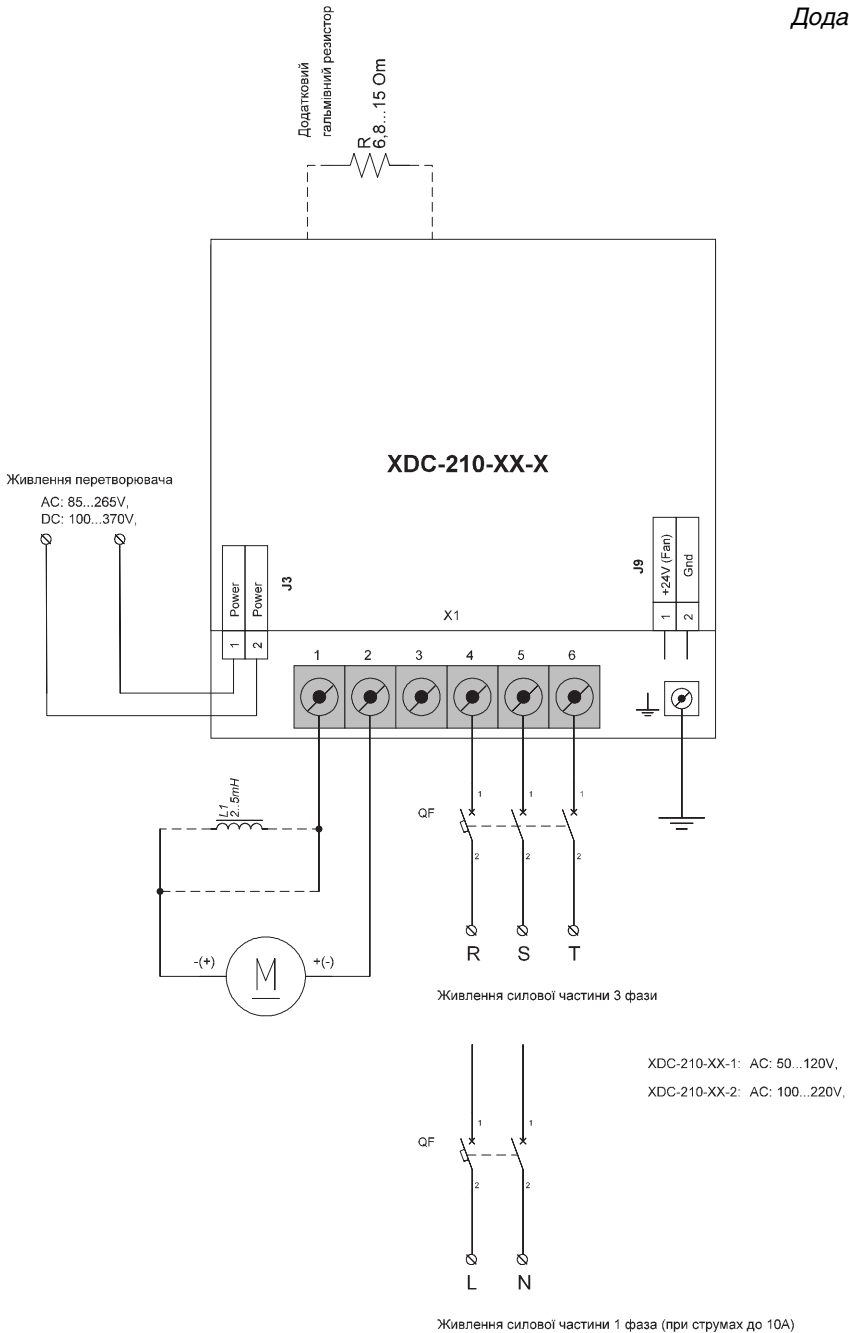 Дода
Додатковий
гальмівний резистор
R
6,8...15 Om
XDC-210-XX-X
Живлення перетворювача
AC: 85...265V,
DC: 100...370V,
Power
Power
J3
1
2
J9
+24V (Fan)
Gnd
1
2
X1
1 2 3 4 5 6
L1
2...5mH
QF
1 1 1
2 2 2
R S T
-(+) M +(-)
Живлення силової частини 3 фази
XDC-210-XX-1: AC: 50...120V,
XDC-210-XX-2: AC: 100...220V,
QF
1 1
2 2
L N
Живлення силової частини 1 фаза (при струмах до 10А)